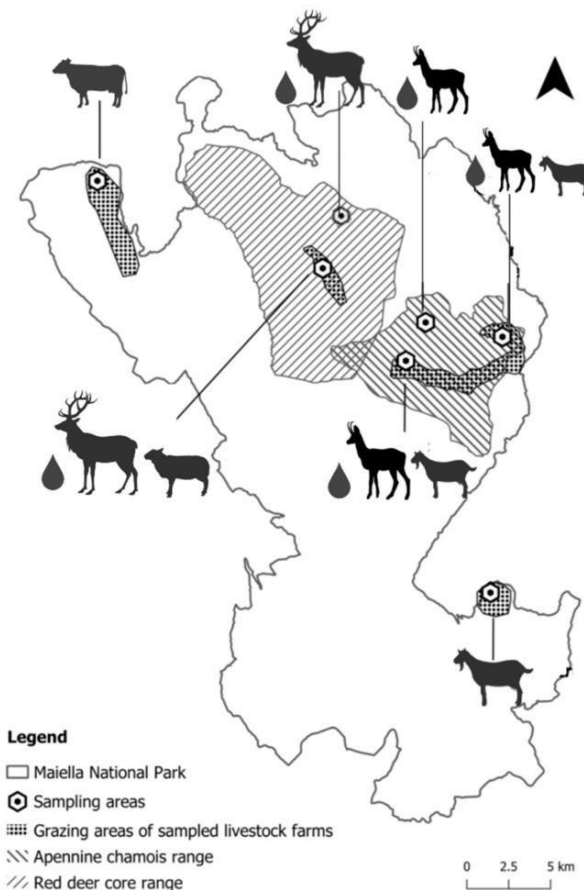 Legend
Maiella National Park
Sampling areas
Grazing areas of sampled livestock farms
Apennine chamois range
Red deer core range
0 2.5 5 km